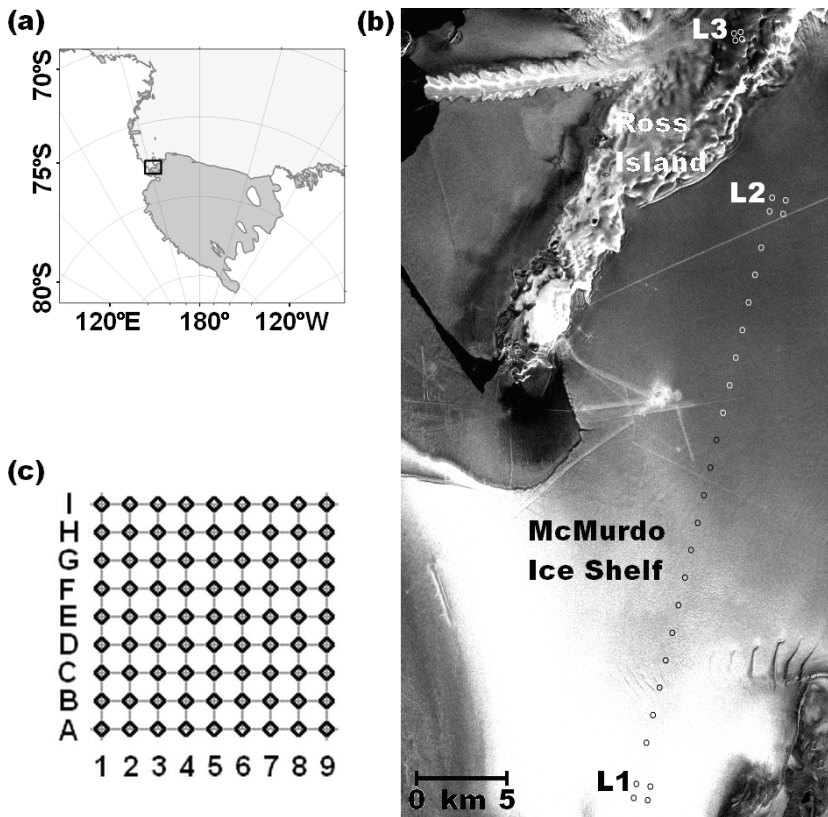 (a)
70ºS
75ºS
80ºS
120ºE 180º 120ºW
(b)
L3
Ross
Island
L2
McMurdo
Ice Shelf
L1
0 km 5
(c)
I
H
G
F
E
D
C
B
A
1 2 3 4 5 6 7 8 9